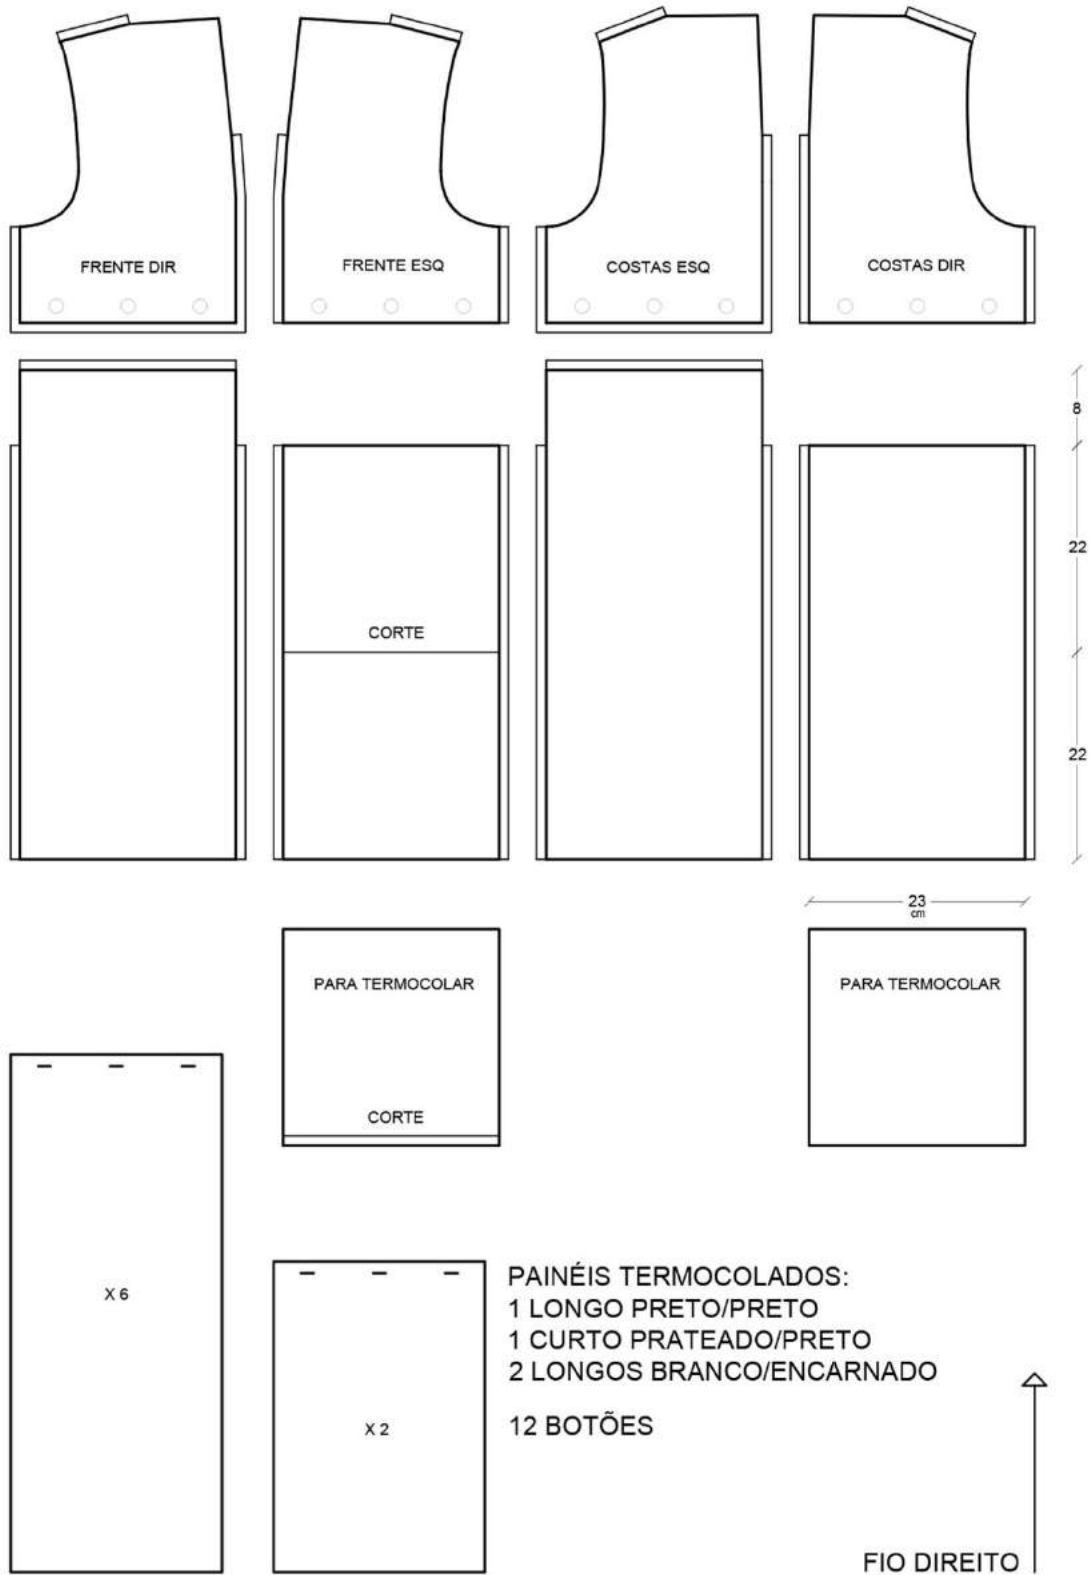 FRENTE DIR
FRENTE ESQ
COSTAS ESQ
COSTAS DIR
8
22
CORTE
22
23
cm
PARA TERMOCOLAR
PARA TERMOCOLAR
CORTE
X 6
PAINÉIS TERMOCOLADOS:
1 LONGO PRETO/PRETO
1 CURTO PRATEADO/PRETO
2 LONGOS BRANCO/ENCARNADO
12 BOTÕES
X 2
FIO DIREITO